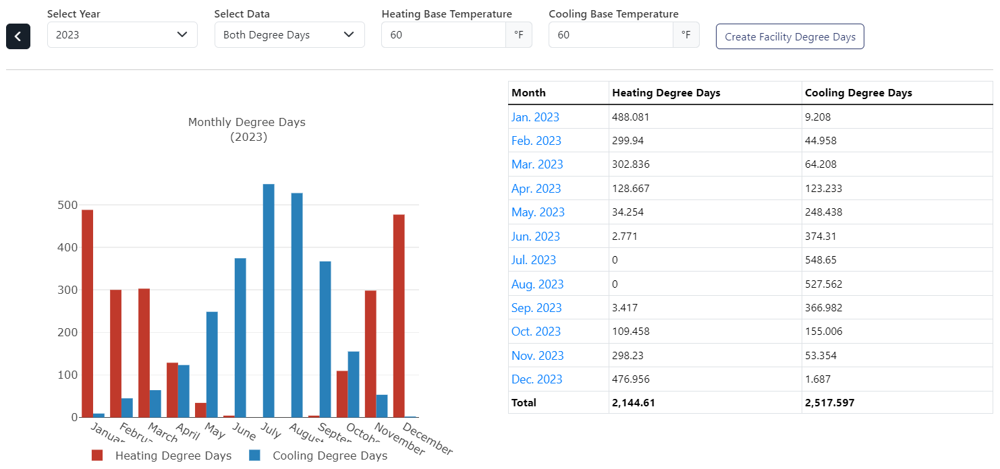 Select Year
Select Data
Heating Base Temperature
Cooling Base Temperature
2023
Both Degree Days
60
°F
60
°F
Create Facility Degree Days
Monthly Degree Days
(2023)
500
400
300
200
100
0
March
April
May
June
July
August
November
December
Heating Degree Days
Cooling Degree Days
Month Heating Degree Days Cooling Degree Days
Jan. 2023 488.081 9.208
Feb. 2023 299.94 44.958
Mar. 2023 302.836 64.208
Apr. 2023 128.667 123.233
May. 2023 34.254 248.438
Jun. 2023 2.771 374.31
Jul. 2023 0 548.65
Aug. 2023 0 527.562
Sep. 2023 3.417 366.982
Oct. 2023 109.458 155.006
Nov. 2023 298.23 53.354
Dec. 2023 476.956 1.687
Total 2,144.61 2,517.597